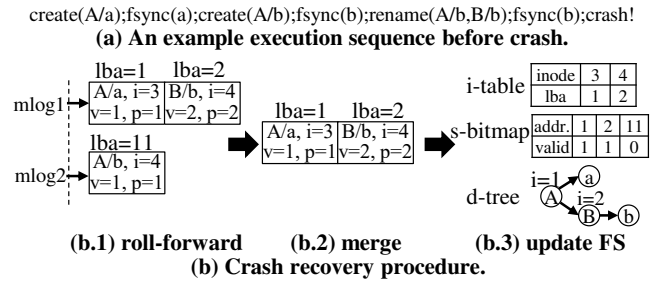 create(A/a);fsync(a);create(A/b);fsync(b);rename(A/b,B/b);fsync(b);crash!
(a) An example execution sequence before crash.
lba=1 lba=2
mlog1
A/a, i=3 B/b, i=4
v=1, p=1 v=2, p=2
lba=11
mlog2
A/b, i=4
v=1, p=1
(b.1) roll-forward
lba=1 lba=2
A/a, i=3 B/b, i=4
v=1, p=1 v=2, p=2
(b.2) merge
i-table
inode 3 4
lba 1 2
s-bitmap
addr. 1 2 11
valid 1 1 0
d-tree
i=1
a
A
i=2
B b
(b.3) update FS
(b) Crash recovery procedure.